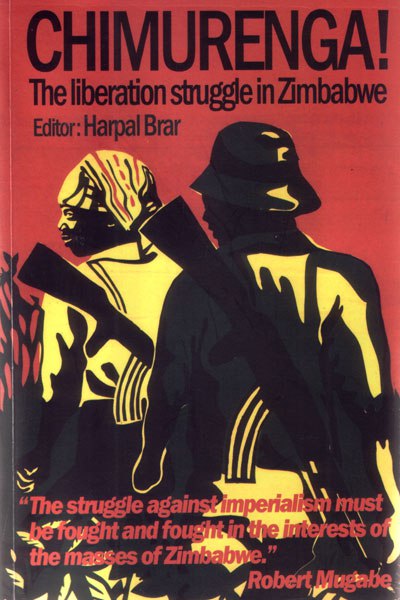 CHIMURENGA!
The liberation struggle in Zimbabwe
Editor: Harpal Brar
“The struggle against imperialism must
be fought and fought in the interests of
the masses of Zimbabwe.”
Robert Mugabe